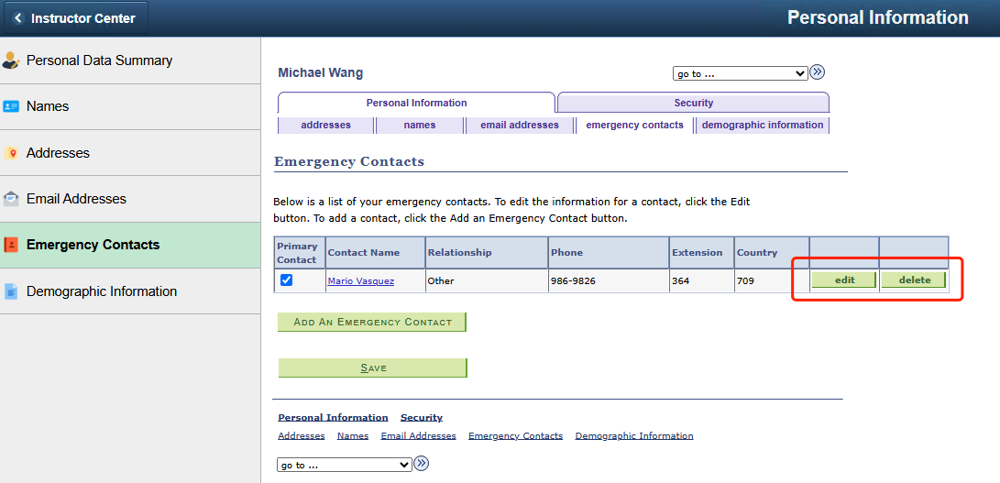 Instructor Center
Personal Information
Personal Data Summary
Names
Addresses
Email Addresses
Emergency Contacts
Demographic Information
Michael Wang
go to ...
Personal Information Security
addresses names email addresses emergency contacts demographic information
Emergency Contacts
Below is a list of your emergency contacts. To edit the information for a contact, click the Edit
button. To add a contact, click the Add an Emergency Contact button.
Primary Contact Contact Name Relationship Phone Extension Country
Mario Vasquez Other 986-9826 364 709 edit delete
Add An Emergency Contact
Save
Personal Information Security
Addresses Names Email Addresses Emergency Contacts Demographic Information
go to ...